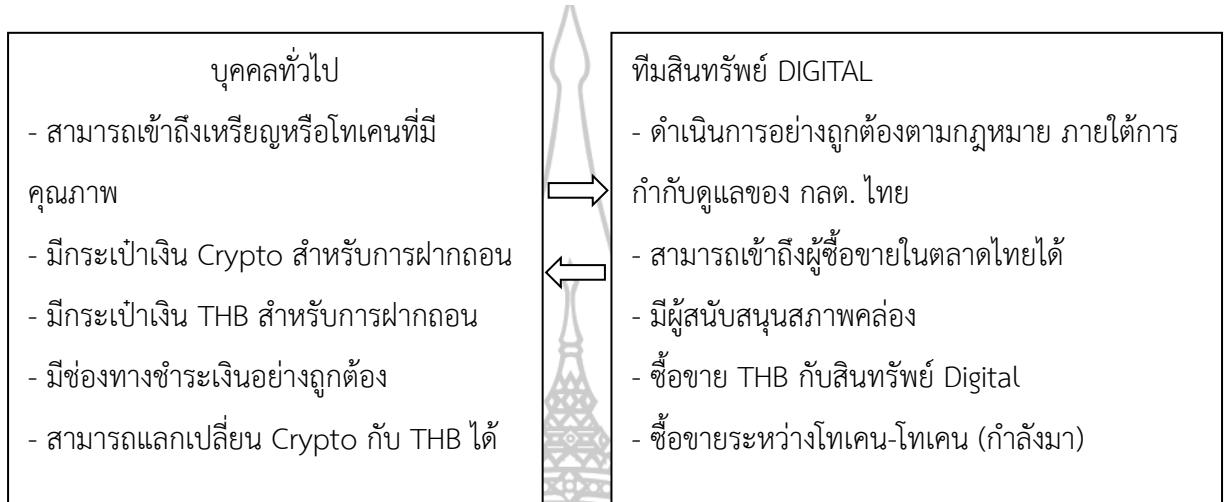 บุคคลทั่วไป
- สามารถเข้าถึงเหรียญหรือโทเคนที่มี
คุณภาพ
- มีกระเป๋าเงิน Crypto สำหรับการฝากถอน
- มีกระเป๋าเงิน THB สำหรับการฝากถอน
- มีช่องทางชำระเงินอย่างถูกต้อง
- สามารถแลกเปลี่ยน Crypto กับ THB ได้
ทีมสินทรัพย์ DIGITAL
- ดำเนินการอย่างถูกต้องตามกฎหมาย ภายใต้การ
กำกับดูแลของ กลต. ไทย
- สามารถเข้าถึงผู้ซื้อขายในตลาดไทยได้
- มีผู้สนับสนุนสภาพคล่อง
- ซื้อขาย THB กับสินทรัพย์ Digital
- ซื้อขายระหว่างโทเคน-โทเคน (กำลังมา)